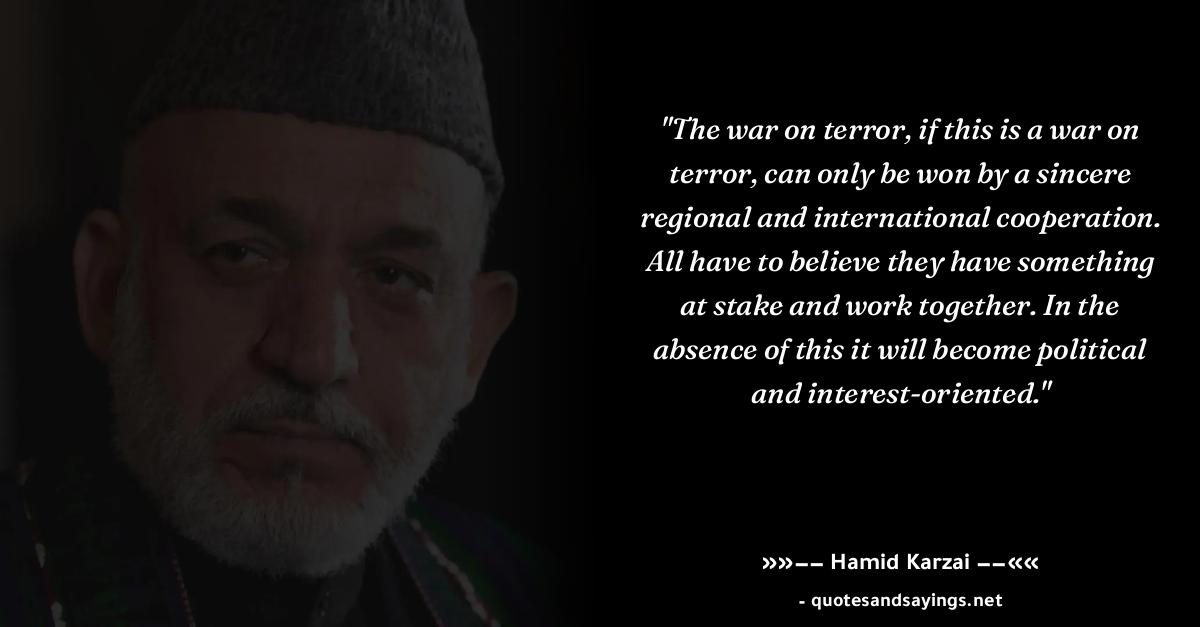 "The war on terror, if this is a war on
terror, can only be won by a sincere
regional and international cooperation.
All have to believe they have something
at stake and work together. In the
absence of this it will become political
and interest-oriented."
»»−− Hamid Karzai −−««
- quotesandsayings.net